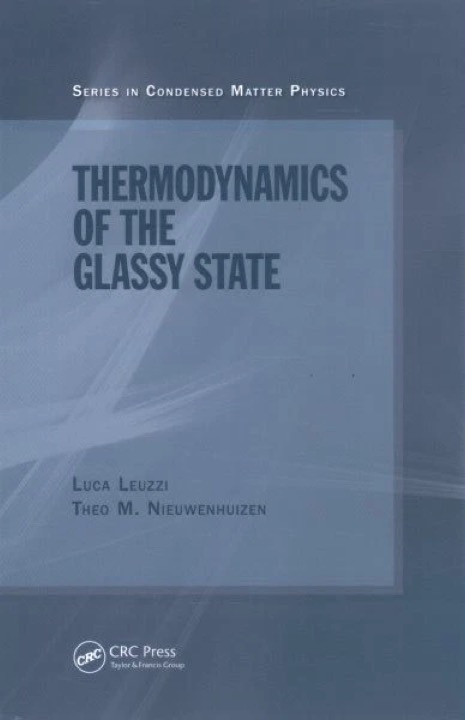 SERIES IN CONDENSED MATTER PHYSICS
THERMODYNAMICS
OF THE
GLASSY STATE
LUCA LEUZZI
THEO M. NIEUWENHUIZEN
CRC
CRC Press
Taylor & Francis Group